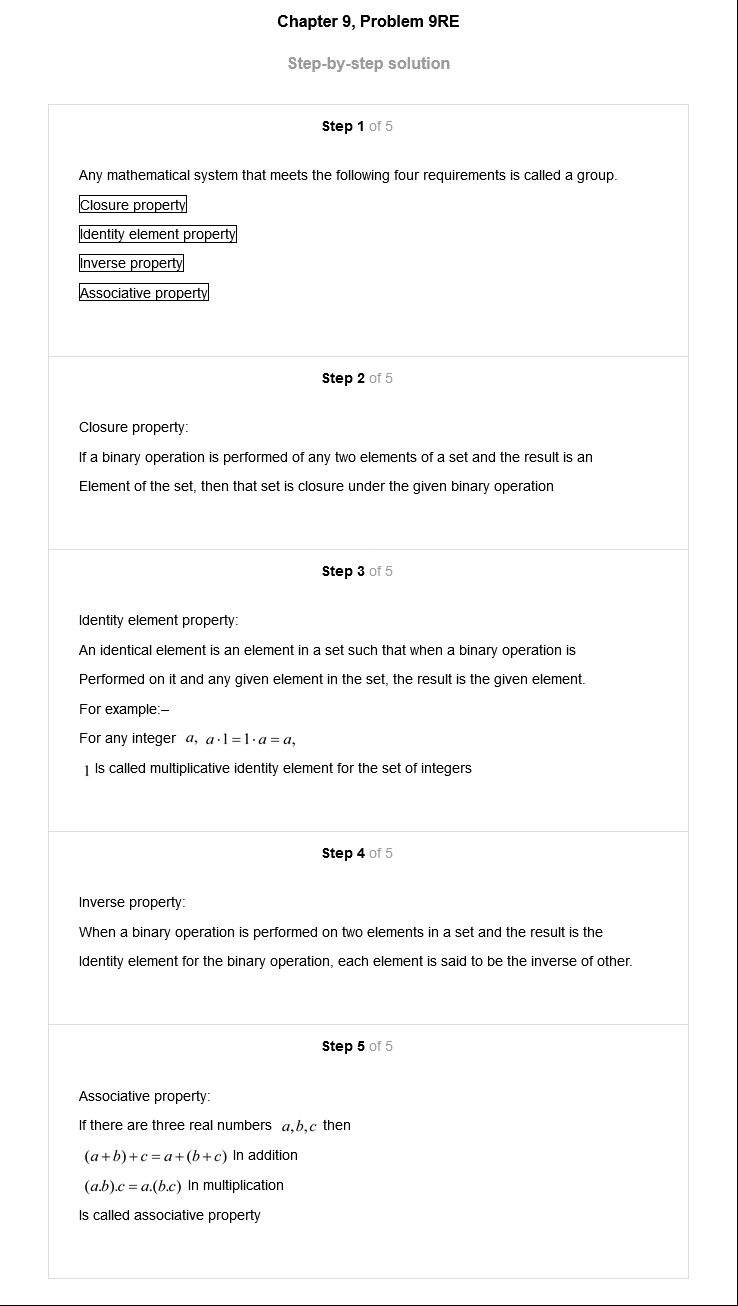 Chapter 9, Problem 9RE
Step-by-step solution
Step 1 of 5
Any mathematical system that meets the following four requirements is called a group.
Closure property
Identity element property
Inverse property
Associative property
Step 2 of 5
Closure property:
If a binary operation is performed of any two elements of a set and the result is an
Element of the set, then that set is closure under the given binary operation
Step 3 of 5
Identity element property:
An identical element is an element in a set such that when a binary operation is
Performed on it and any given element in the set, the result is the given element.
For example:–
For any integer a, a·1=1·a=a,
1 Is called multiplicative identity element for the set of integers
Step 4 of 5
Inverse property:
When a binary operation is performed on two elements in a set and the result is the
Identity element for the binary operation, each element is said to be the inverse of other.
Step 5 of 5
Associative property:
If there are three real numbers a,b,c then
(a+b)+c=a+(b+c) In addition
(a.b).c=a.(b.c) In multiplication
Is called associative property